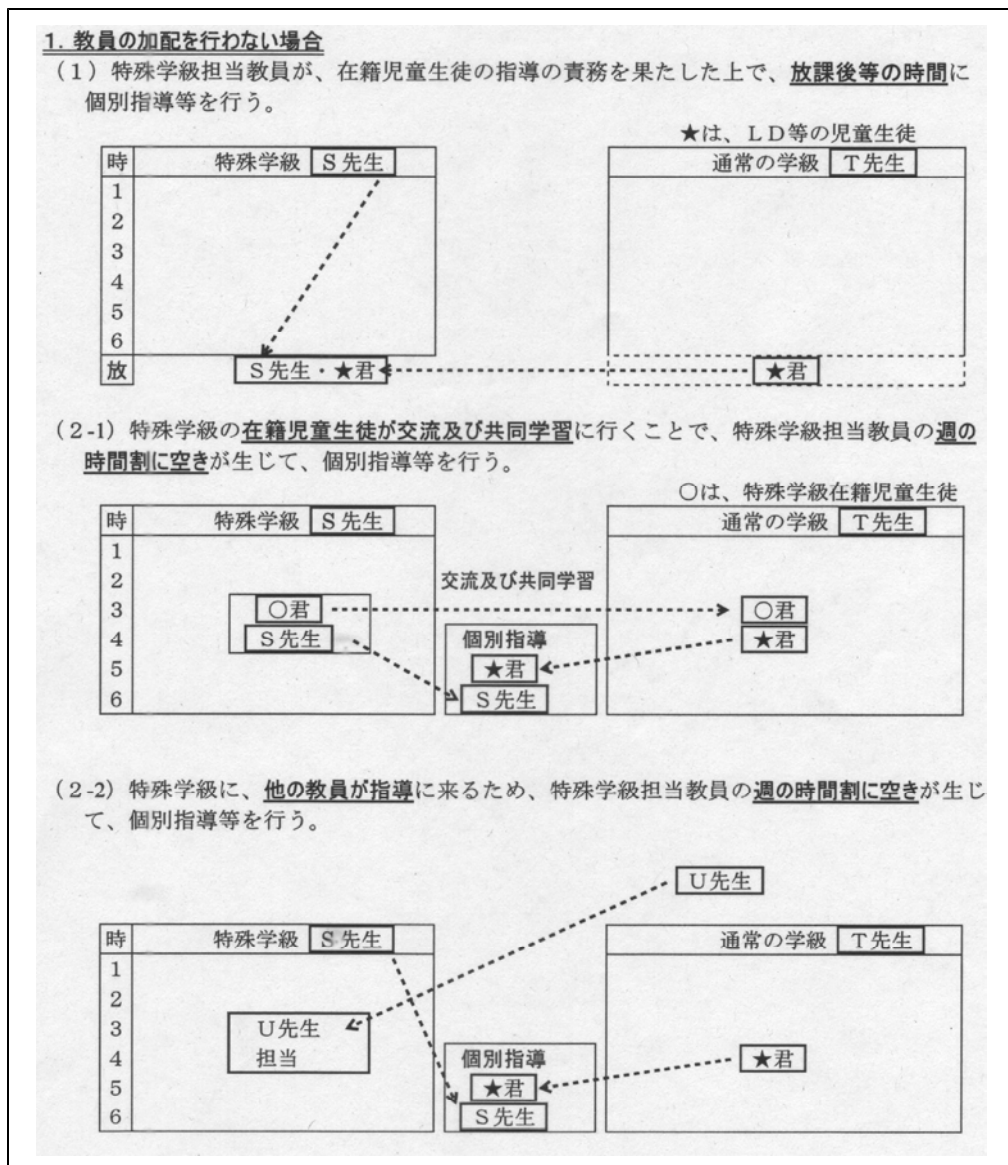 1. 教員の加配を行わない場合
(1) 特殊学級担当教員が、在籍児童生徒の指導の責務を果たした上で、放課後等の時間に
個別指導等を行う。
★は、LD等の児童生徒
時 特殊学級 S先生
通常の学級 T先生
1
2
3
4
5
6
放 S先生・★君
★君
(2-1) 特殊学級の在籍児童生徒が交流及び共同学習に行くことで、特殊学級担当教員の週の
時間割に空きが生じて、個別指導等を行う。
○は、特殊学級在籍児童生徒
時 特殊学級 S先生
通常の学級 T先生
1
2
交流及び共同学習
3 ○君
○君
4 S先生
個別指導
★君
5
★君
6
S先生
(2-2) 特殊学級に、他の教員が指導に来るため、特殊学級担当教員の週の時間割に空きが生じ
て、個別指導等を行う。
U先生
時 特殊学級 S先生
通常の学級 T先生
1
2
3 U先生
4 担当
個別指導
★君
5
★君
6
S先生